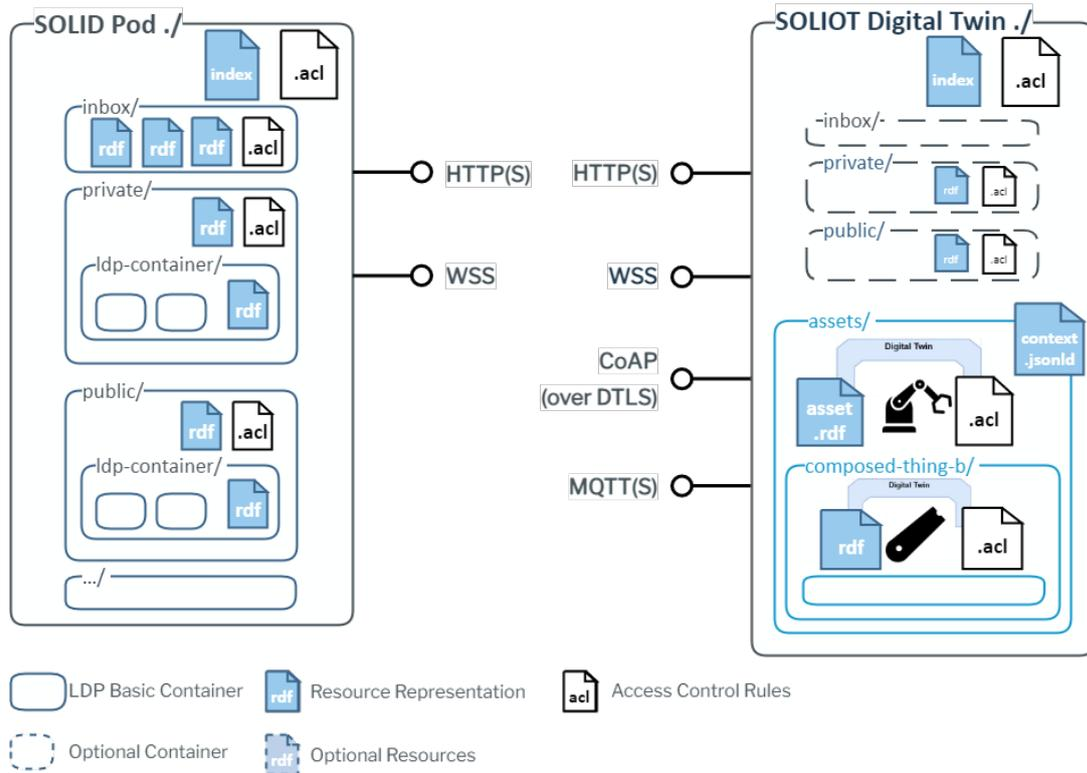 SOLID Pod ./
index
.acl
inbox/
rdf
rdf
rdf
.acl
private/
rdf
.acl
ldp-container/
rdf
public/
rdf
.acl
ldp-container/
rdf
.../
HTTP(S)
WSS
HTTP(S)
WSS
CoAP
(over DTLS)
MQTT(S)
SOLIOT Digital Twin ./
index
.acl
inbox/
private/
rdf
.acl
public/
rdf
.acl
assets/
context
.jsonld
Digital Twin
asset
.rdf
.acl
composed-thing-b/
Digital Twin
rdf
.acl
LDP Basic Container
rdf
Resource Representation
acl
Access Control Rules
Optional Container
rdf
Optional Resources